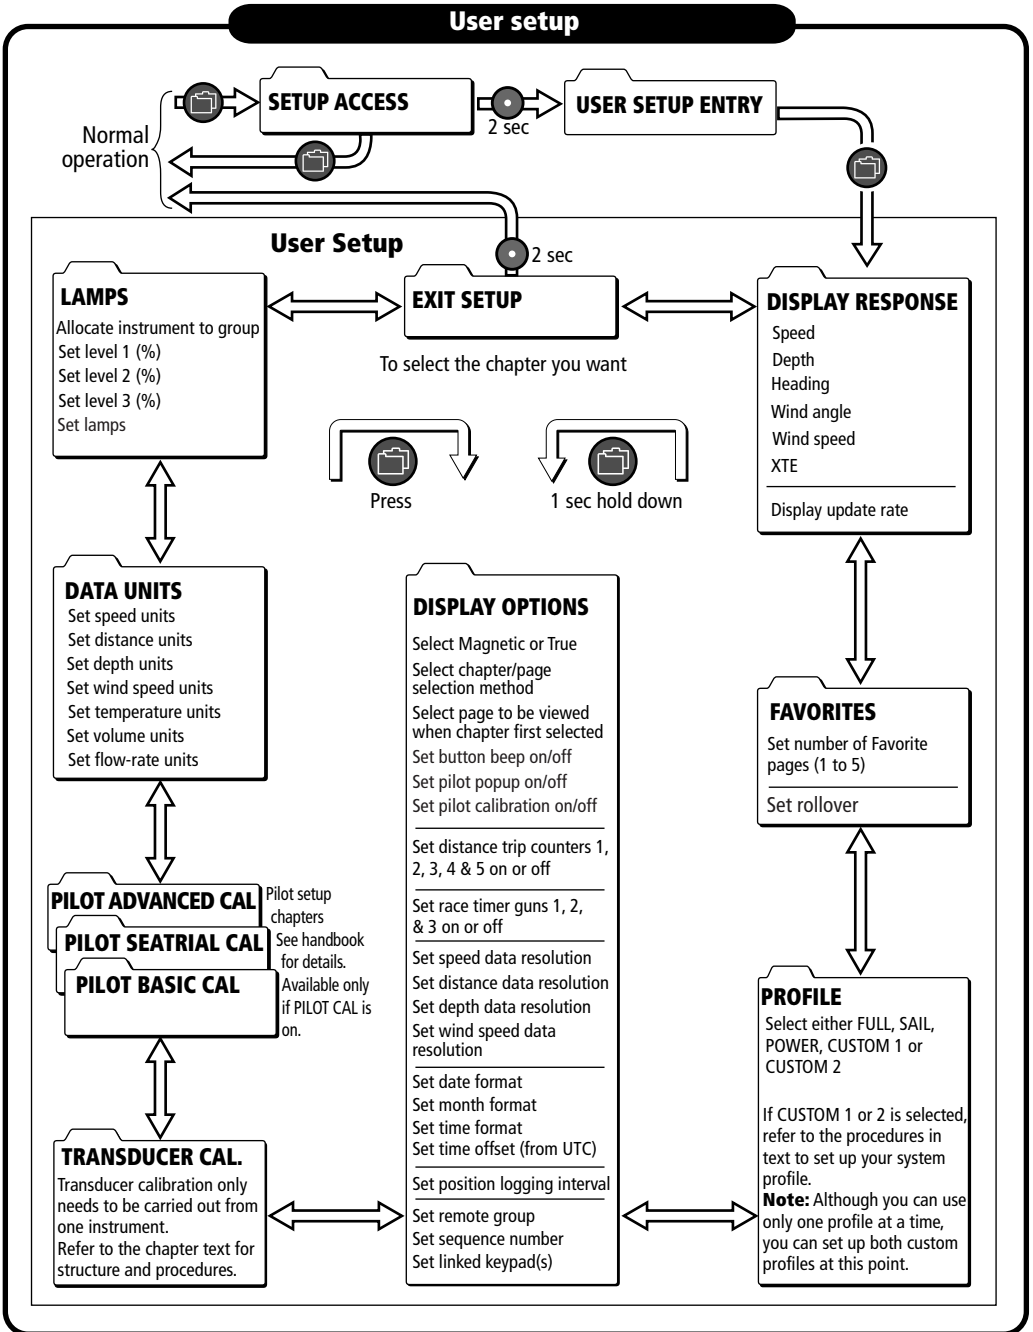 User setup
SETUP ACCESS
USER SETUP ENTRY
2 sec
Normal
operation
User Setup
2 sec
LAMPS
Allocate instrument to group
Set level 1 (%)
Set level 2 (%)
Set level 3 (%)
Set lamps
EXIT SETUP
To select the chapter you want
Press
1 sec hold down
DISPLAY RESPONSE
Speed
Depth
Heading
Wind angle
Wind speed
XTE
Display update rate
DATA UNITS
Set speed units
Set distance units
Set depth units
Set wind speed units
Set temperature units
Set volume units
Set flow-rate units
DISPLAY OPTIONS
Select Magnetic or True
Select chapter/page
selection method
Select page to be viewed
when chapter first selected
Set button beep on/off
Set pilot popup on/off
Set pilot calibration on/off
Set distance trip counters 1,
2, 3, 4 & 5 on or off
Set race timer guns 1, 2,
& 3 on or off
Set speed data resolution
Set distance data resolution
Set depth data resolution
Set wind speed data
resolution
Set date format
Set month format
Set time format
Set time offset (from UTC)
Set position logging interval
Set remote group
Set sequence number
Set linked keypad(s)
FAVORITES
Set number of Favorite
pages (1 to 5)
Set rollover
PILOT ADVANCED CAL
PILOT SEATRIAL CAL
PILOT BASIC CAL
Pilot setup
chapters
See handbook
for details.
Available only
if PILOT CAL is
on.
TRANSDUCER CAL.
Transducer calibration only
needs to be carried out from
one instrument.
Refer to the chapter text for
structure and procedures.
PROFILE
Select either FULL, SAIL,
POWER, CUSTOM 1 or
CUSTOM 2
If CUSTOM 1 or 2 is selected,
refer to the procedures in
text to set up your system
profile.
Note: Although you can use
only one profile at a time,
you can set up both custom
profiles at this point.